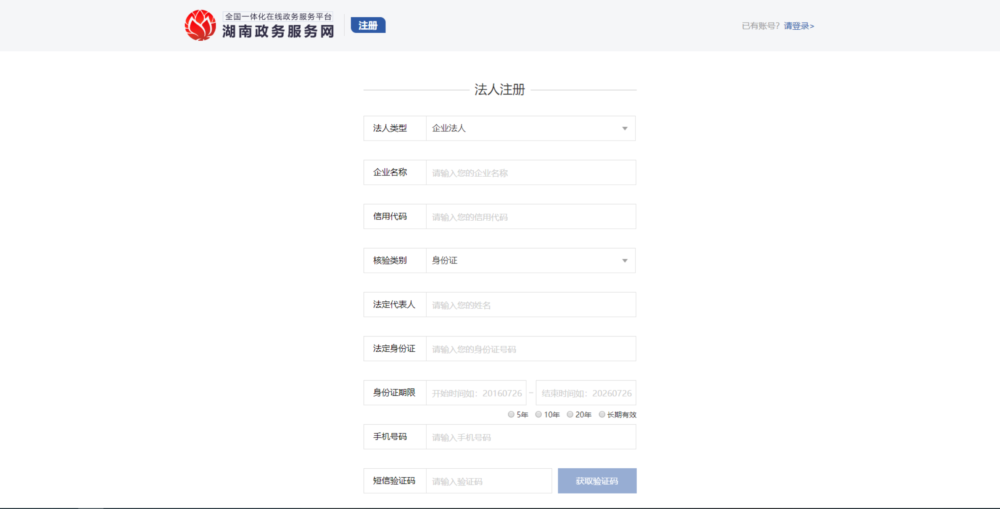 全国一体化在线政务服务平台
湖南政务服务网
注册
已有账号? 请登录>
法人注册
法人类型 企业法人
企业名称 请输入您的企业名称
信用代码 请输入您的信用代码
核验类别 身份证
法定代表人 请输入您的姓名
法定身份证 请输入您的身份证号码
身份证期限 开始时间如：20160726 - 结束时间如：20260726
5年 10年 20年 长期有效
手机号码 请输入手机号码
短信验证码 请输入验证码 获取验证码